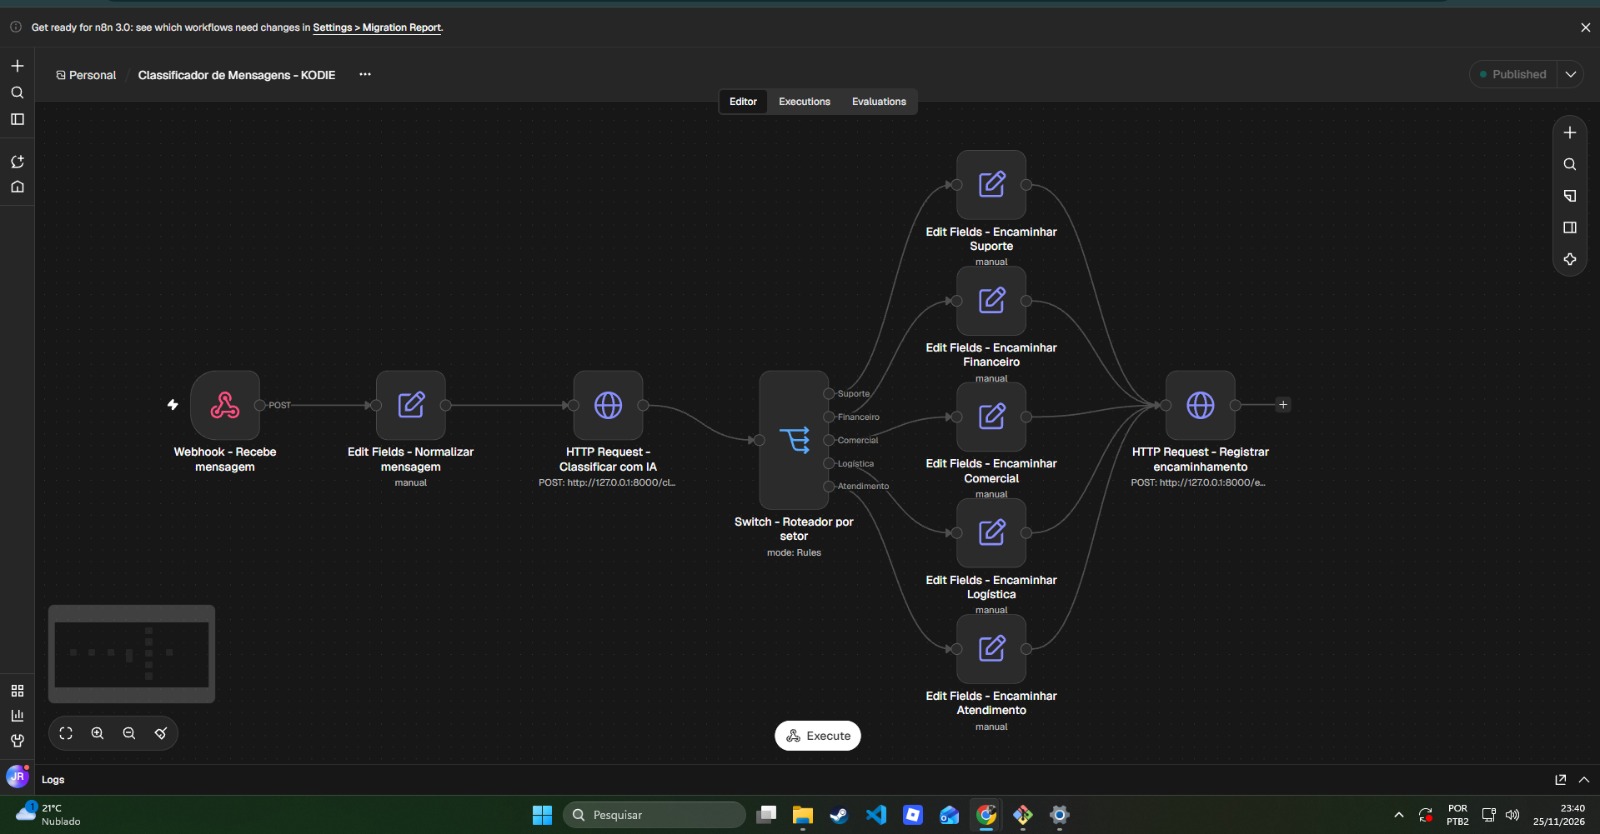 Get ready for n8n 3.0: see which workflows need changes in Settings > Migration Report.
Personal / Classificador de Mensagens - KODIE ...
Published
Editor Executions Evaluations
Edit Fields - Encaminhar
Suporte
manual
Edit Fields - Encaminhar
Financeiro
manual
Edit Fields - Encaminhar
Comercial
manual
Edit Fields - Encaminhar
Logística
manual
Edit Fields - Encaminhar
Atendimento
manual
POST
Webhook - Recebe
mensagem
Edit Fields - Normalizar
mensagem
manual
HTTP Request -
Classificar com IA
POST: http://127.0.0.1:8000/cl...
Suporte
Financeiro
Comercial
Logística
Atendimento
Switch - Roteador por
setor
mode: Rules
HTTP Request - Registrar
encaminhamento
POST: http://127.0.0.1:8000/e...
Execute
JR
Logs
1
21°C
Nublado
Pesquisar
POR
PTB2
23:40
25/11/2026